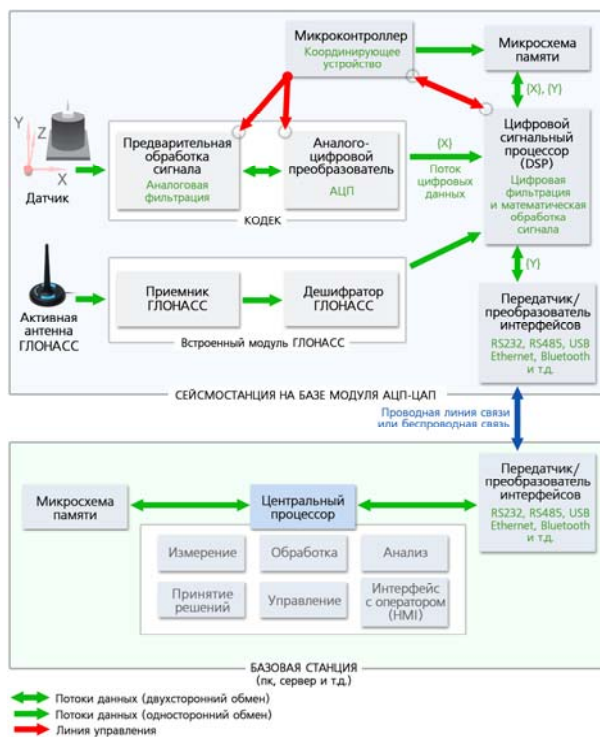 Микроконтроллер
Координирующее
устройство
Микросхема
памяти
{X}, {Y}
Y
Z
X
Датчик
Предварительная
обработка
сигнала
Аналоговая
фильтрация
Аналого-
цифровой
преобразователь
АЦП
КОДЕК
{X}
Поток
цифровых
данных
Цифровой
сигнальный
процессор
(DSP)
Цифровая
фильтрация
и математическая
обработка
сигнала
{Y}
Активная
антенна
ГЛОНАСС
Приемник
ГЛОНАСС
Дешифратор
ГЛОНАСС
Встроенный модуль ГЛОНАСС
Передатчик/
преобразователь
интерфейсов
RS232, RS485, USB
Ethernet, Bluetooth
и т.д.
СЕЙСМОСТАНЦИЯ НА БАЗЕ МОДУЛЯ АЦП-ЦАП
Проводная линия связи
или беспроводная связь
Микросхема
памяти
Центральный
процессор
Передатчик/
преобразователь
интерфейсов
RS232, RS485, USB
Ethernet, Bluetooth
и т.д.
Измерение
Обработка
Анализ
Принятие
решений
Управление
Интерфейс
с оператором
(HMI)
БАЗОВАЯ СТАНЦИЯ
(пк, сервер и т.д.)
Потоки данных (двухсторонний обмен)
Потоки данных (односторонний обмен)
Линия управления